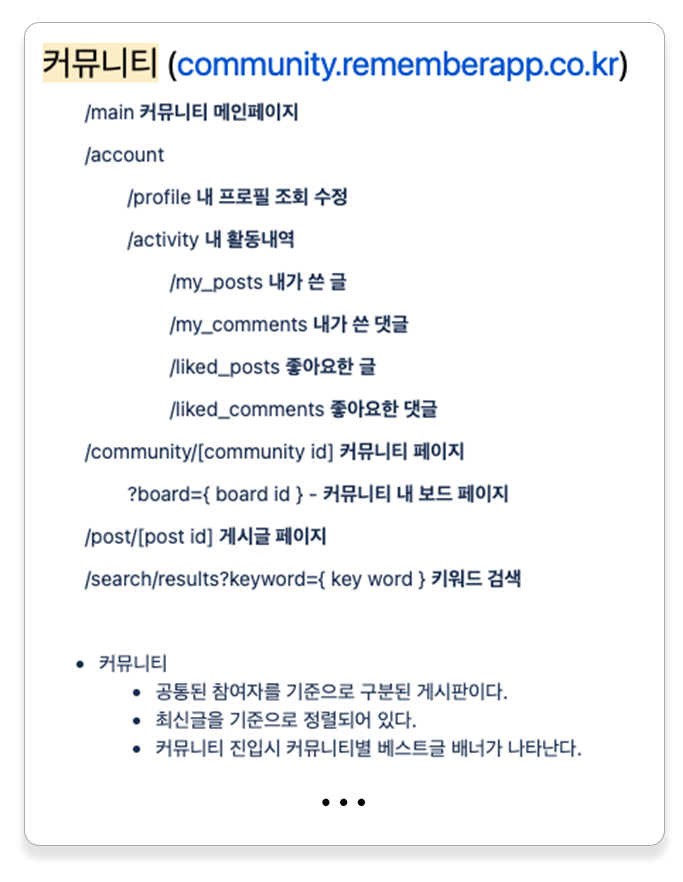 커뮤니티 (community.rememberapp.co.kr)
/main 커뮤니티 메인페이지
/account
/profile 내 프로필 조회 수정
/activity 내 활동내역
/my_posts 내가 쓴 글
/my_comments 내가 쓴 댓글
/liked_posts 좋아요한 글
/liked_comments 좋아요한 댓글
/community/[community id] 커뮤니티 페이지
?board={ board id } - 커뮤니티 내 보드 페이지
/post/[post id] 게시글 페이지
/search/results?keyword={ key word } 키워드 검색
• 커뮤니티
• 공통된 참여자를 기준으로 구분된 게시판이다.
• 최신글을 기준으로 정렬되어 있다.
• 커뮤니티 진입시 커뮤니티별 베스트글 배너가 나타난다.
• • •